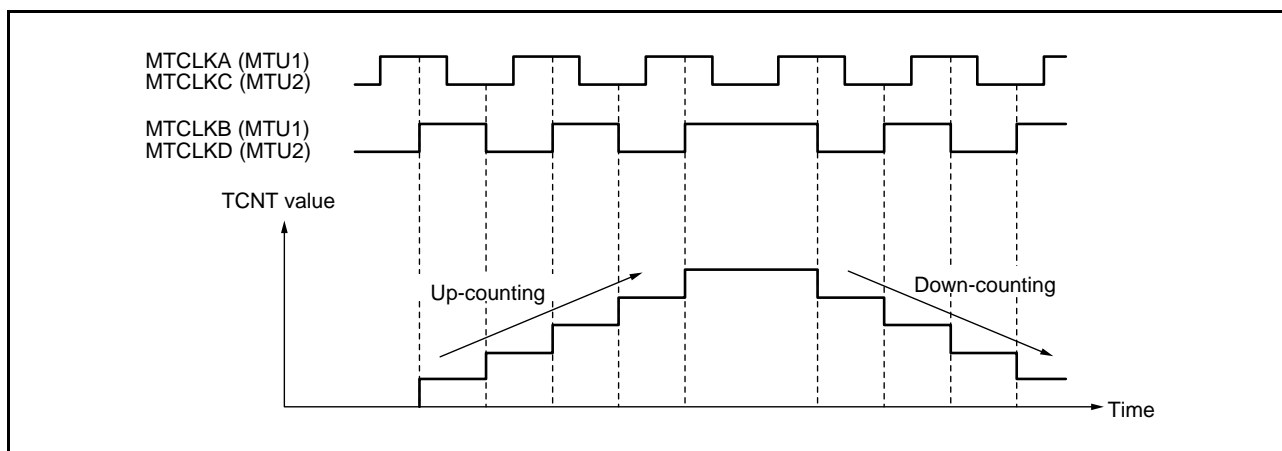 MTCLKA (MTU1)
MTCLKC (MTU2)
MTCLKB (MTU1)
MTCLKD (MTU2)
TCNT value
Up-counting
Down-counting
Time